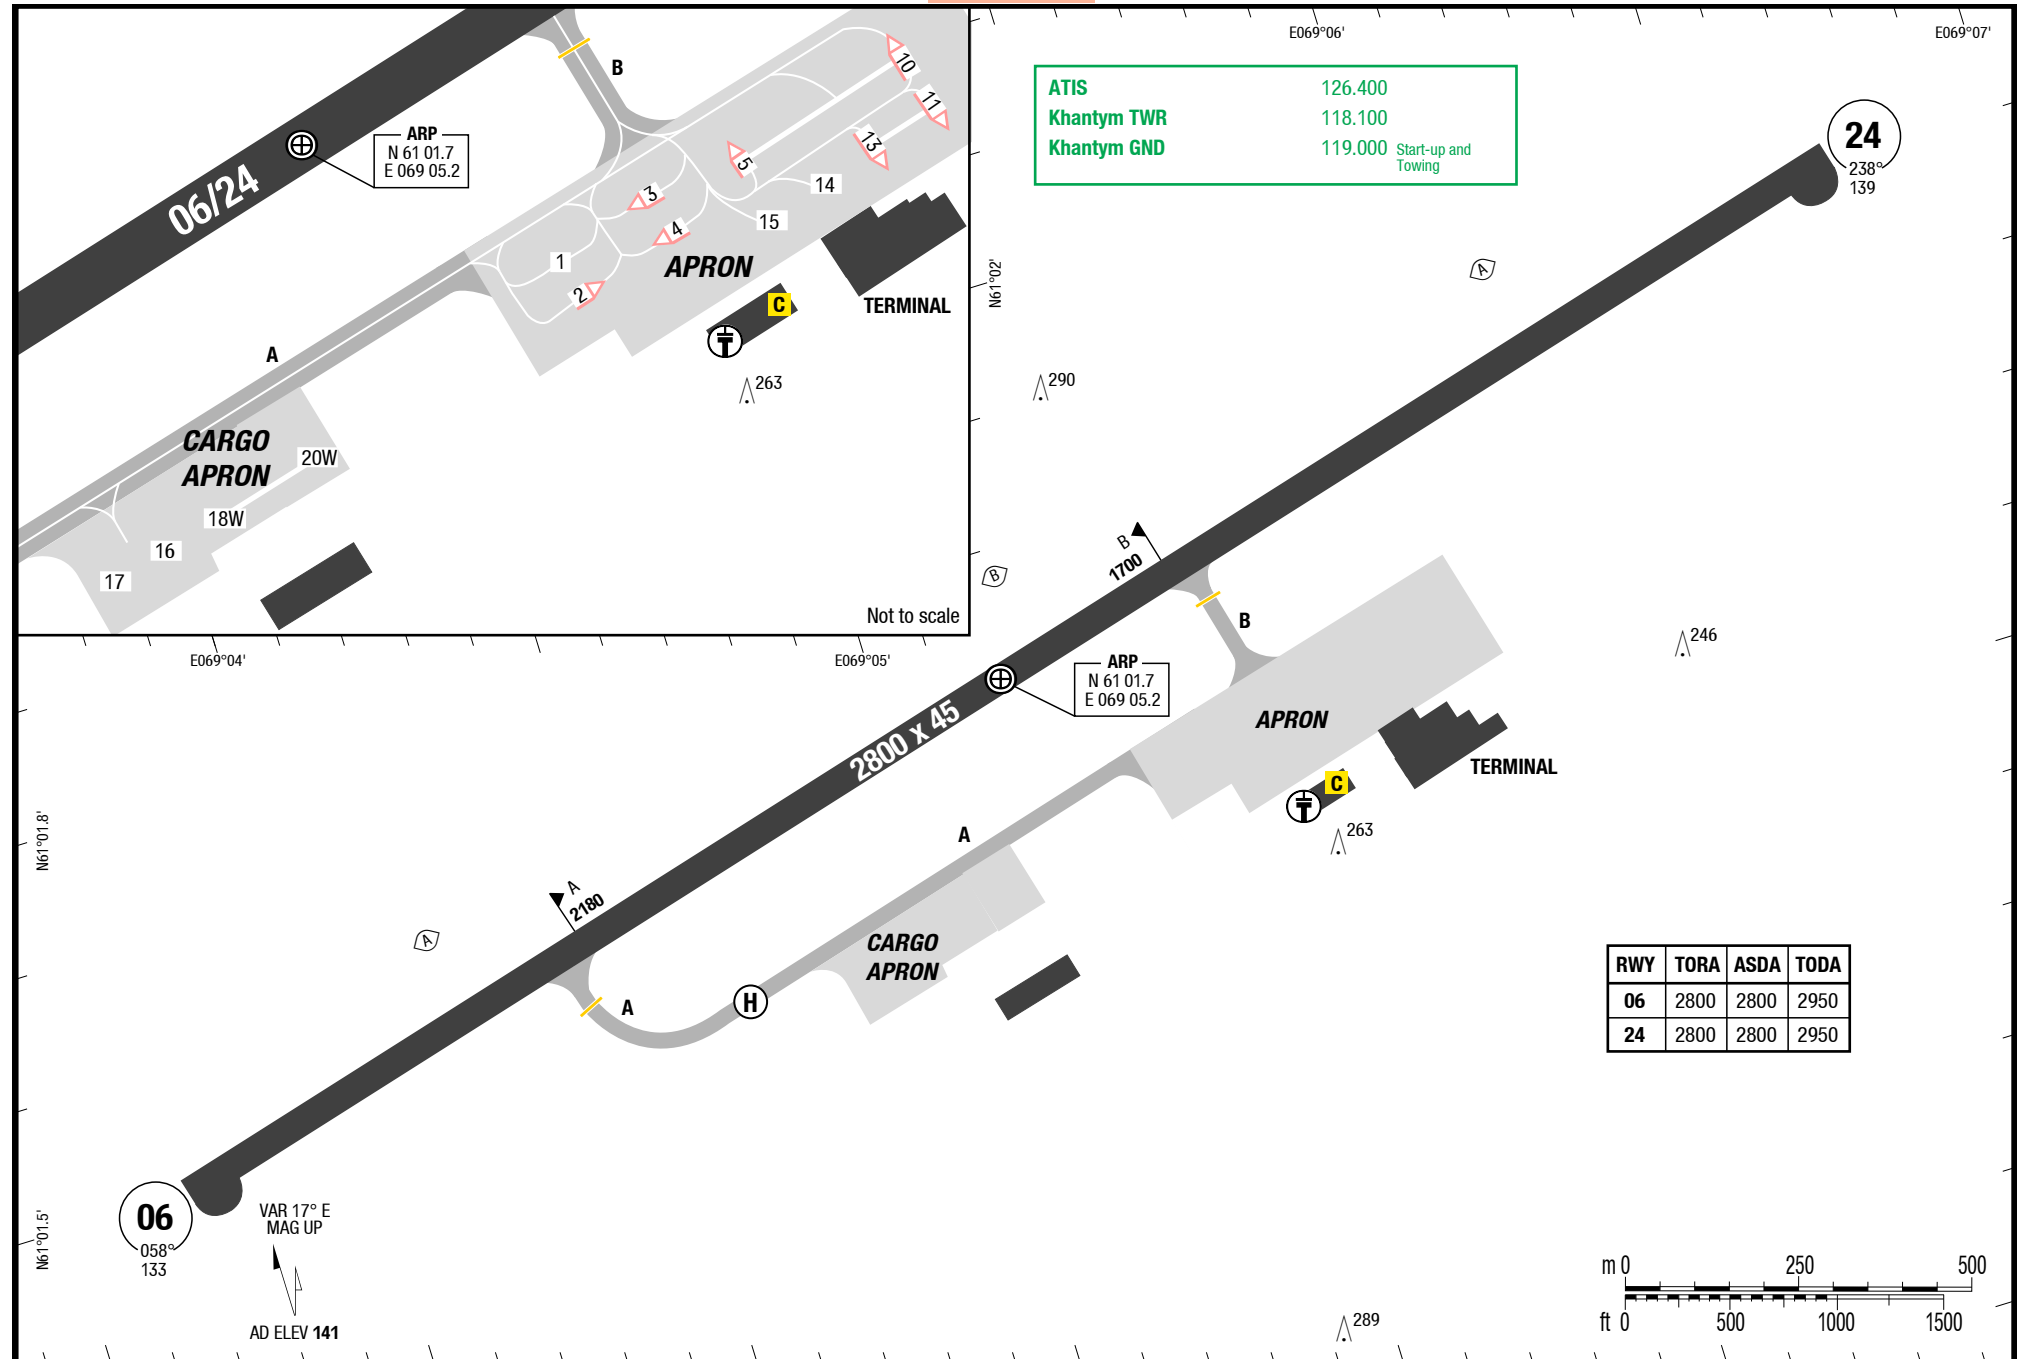 B
ARP
N 61 01.7
E 069 05.2
06/24
10
11
13
5
14
3
15
4
1
2
APRON
C
TERMINAL
A
263
CARGO
APRON
20W
18W
16
17
Not to scale
E069°06'
E069°07'
ATIS 126.400
Khantym TWR 118.100
Khantym GND 119.000 Start-up and
Towing
24
238°
139
N61°02'
A
290
B
1700
B
B
246
E069°04'
E069°05'
ARP
N 61 01.7
E 069 05.2
2800 x 45
APRON
TERMINAL
C
263
A
N61°01.8'
A
2180
A
CARGO
APRON
A
H
RWY TORA ASDA TODA
06 2800 2800 2950
24 2800 2800 2950
06
058°
133
N61°01.5'
VAR 17° E
MAG UP
AD ELEV 141
289
m 0 250 500
ft 0 500 1000 1500